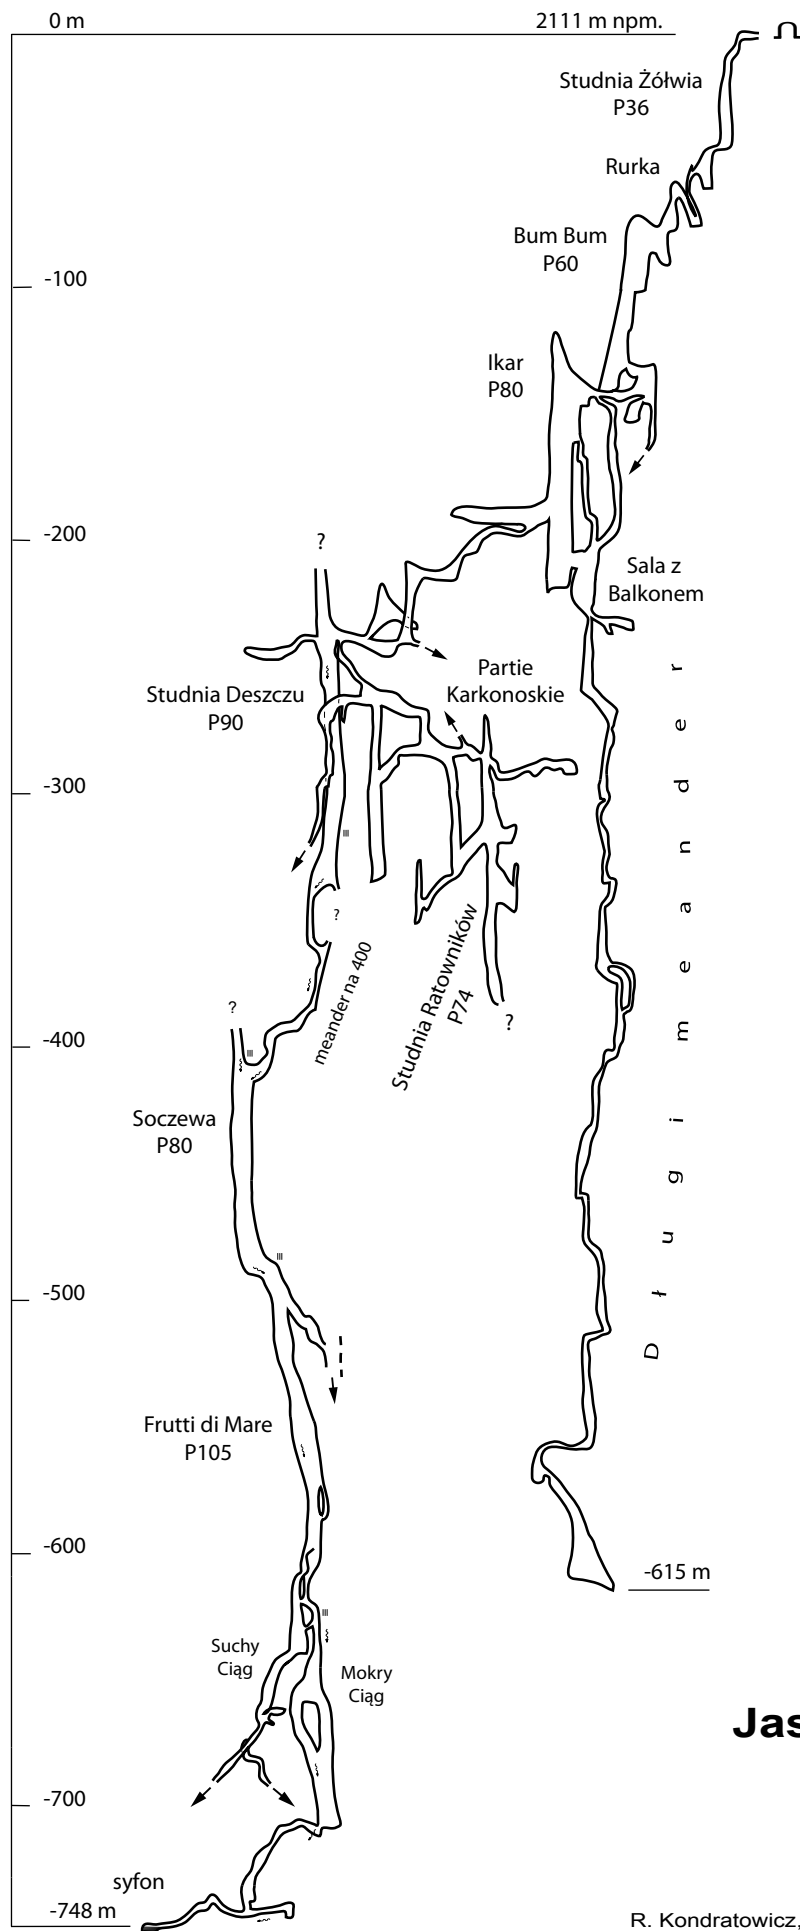 0 m
2111 m npm.
Studnia Żółwia
P36
Rurka
Bum Bum
P60
-100
Ikar
P80
-200
?
Sala z
Balkonem
Partie
Karkonoskie
Studnia Deszczu
P90
-300
?
meander na 400
Studnia Ratowników
P74
?
Długi meander
?
-400
Soczewa
P80
-500
Frutti di Mare
P105
-600
-615 m
Suchy
Ciąg
Mokry
Ciąg
Jas
-700
syfon
-748 m
R. Kondratowicz,